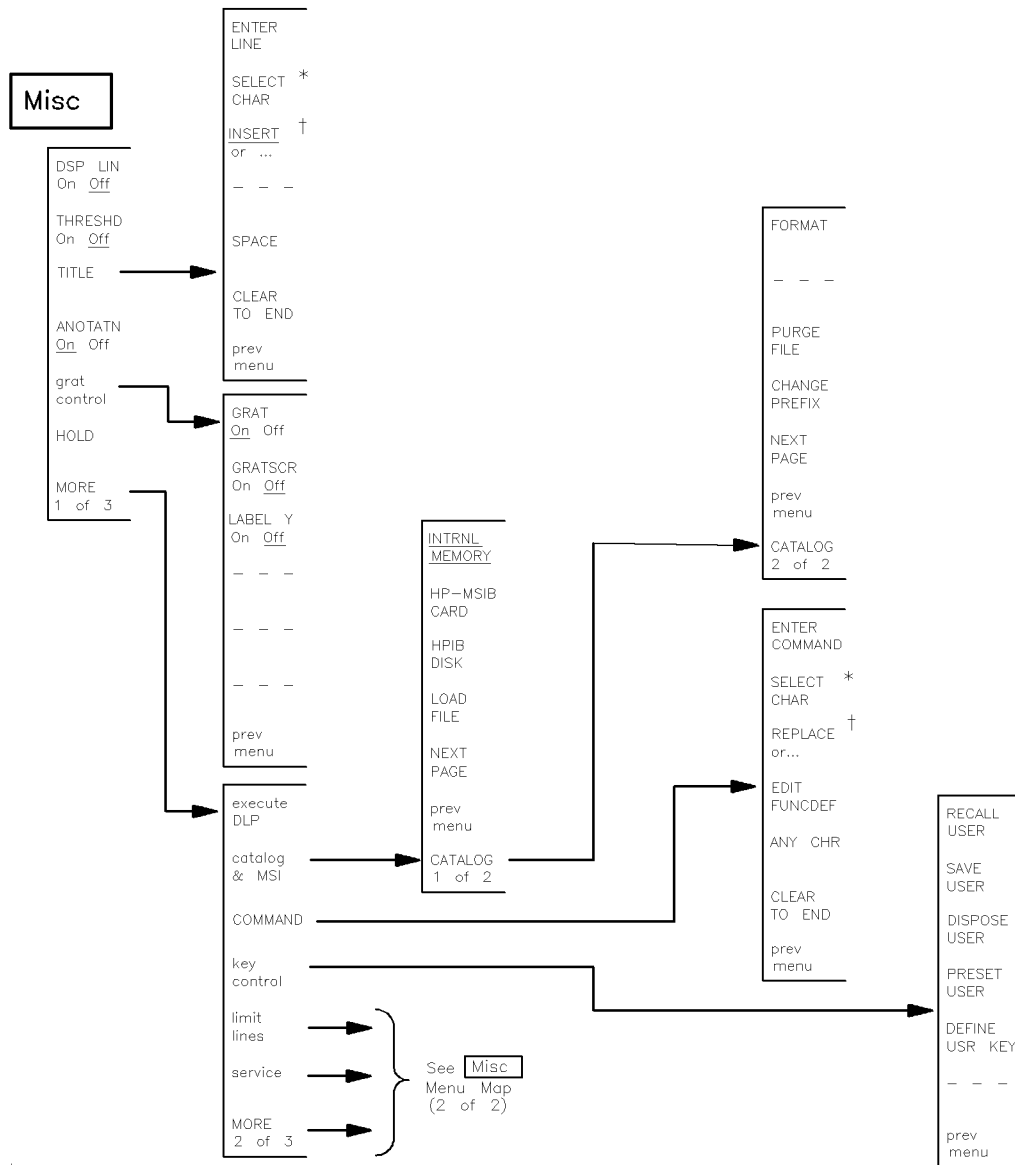 Misc
DSP LIN
On Off
THRESHD
On Off
TITLE
ANOTATN
On Off
grat
control
HOLD
MORE
1 of 3
ENTER
LINE
SELECT *
CHAR
INSERT †
or ...
– – –
SPACE
CLEAR
TO END
prev
menu
GRAT
On Off
GRATSCR
On Off
LABEL Y
On Off
– – –
– – –
– – –
prev
menu
execute
DLP
catalog
& MSI
COMMAND
key
control
limit
lines
service
MORE
2 of 3
See Misc
Menu Map
(2 of 2)
INTRNL
MEMORY
HP–MSIB
CARD
HPIB
DISK
LOAD
FILE
NEXT
PAGE
prev
menu
CATALOG
1 of 2
FORMAT
– – –
PURGE
FILE
CHANGE
PREFIX
NEXT
PAGE
prev
menu
CATALOG
2 of 2
ENTER
COMMAND
SELECT *
CHAR
REPLACE †
or...
EDIT
FUNCDEF
ANY CHR
CLEAR
TO END
prev
menu
RECALL
USER
SAVE
USER
DISPOSE
USER
PRESET
USER
DEFINE
USR KEY
– – –
prev
menu